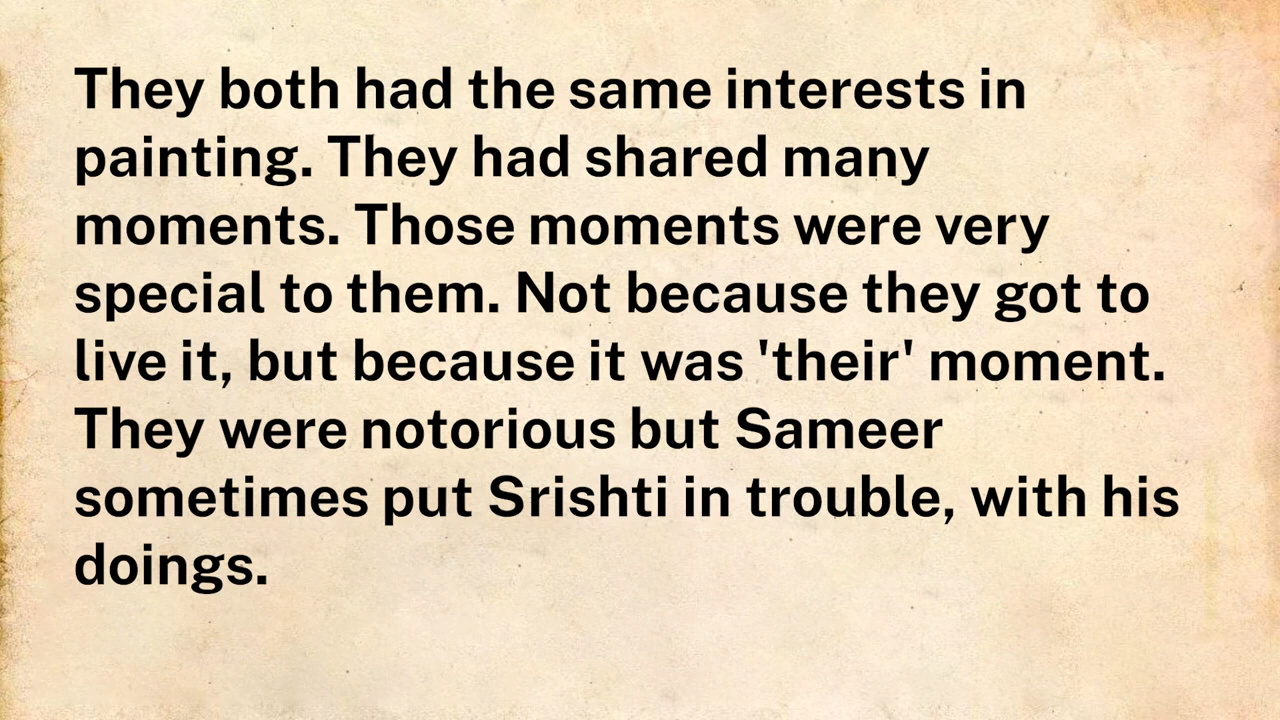 They both had the same interests in
painting. They had shared many
moments. Those moments were very
special to them. Not because they got to
live it, but because it was 'their' moment.
They were notorious but Sameer
sometimes put Srishti in trouble, with his
doings.